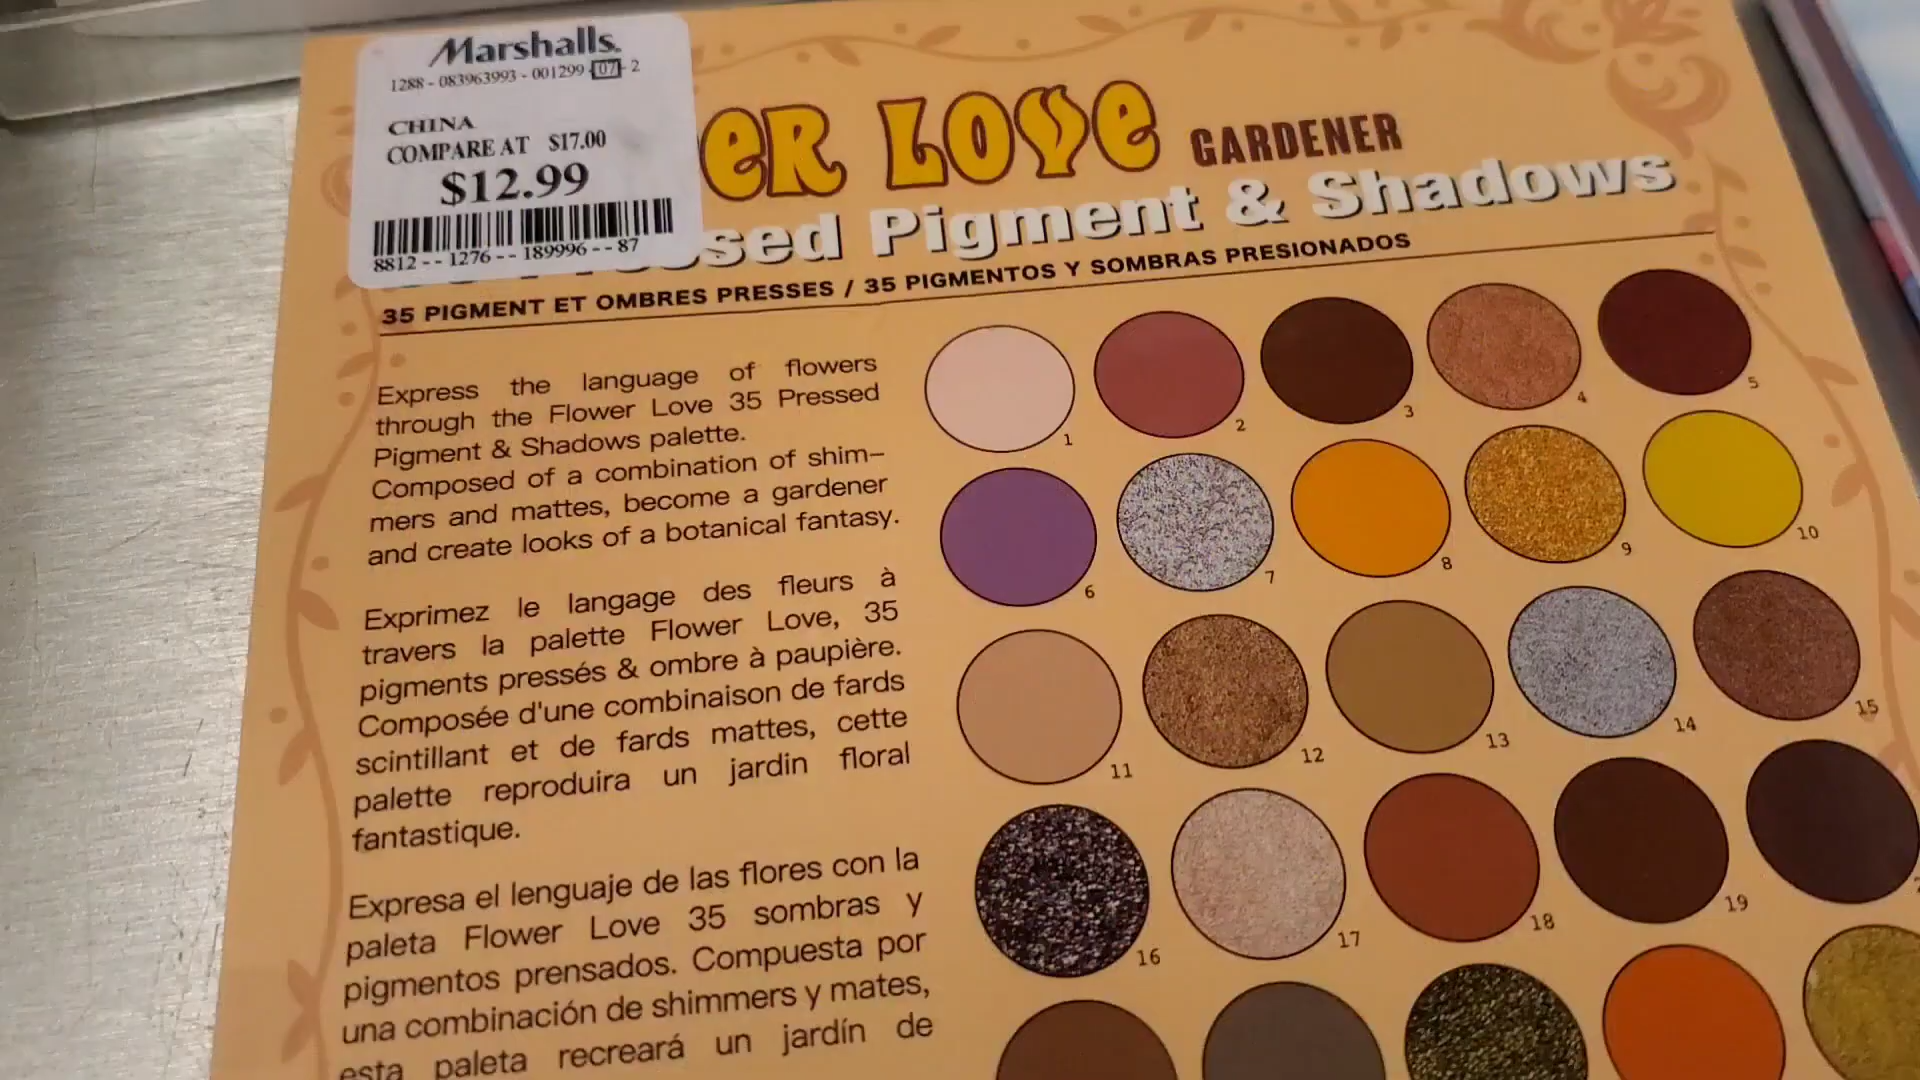 Marshalls.
1288 - 083963993 - 001299 - 07 - 2
CHINA
COMPARE AT $17.00
$12.99
8812 - - 1276 - - 189996 - - 87
ER LOVE GARDENER
ssed Pigment & Shadows
35 PIGMENT ET OMBRES PRESSES / 35 PIGMENTOS Y SOMBRAS PRESIONADOS
Express the language of flowers
through the Flower Love 35 Pressed
Pigment & Shadows palette.
Composed of a combination of shim-
mers and mattes, become a gardener
and create looks of a botanical fantasy.
Exprimez le langage des fleurs à
travers la palette Flower Love, 35
pigments pressés & ombre à paupière.
Composée d'une combinaison de fards
scintillant et de fards mattes, cette
palette reproduira un jardin floral
fantastique.
Expresa el lenguaje de las flores con la
paleta Flower Love 35 sombras y
pigmentos prensados. Compuesta por
una combinación de shimmers y mates,
esta paleta recreará un jardín de
1 2 3 4 5
6 7 8 9 10
11 12 13 14 15
16 17 18 19